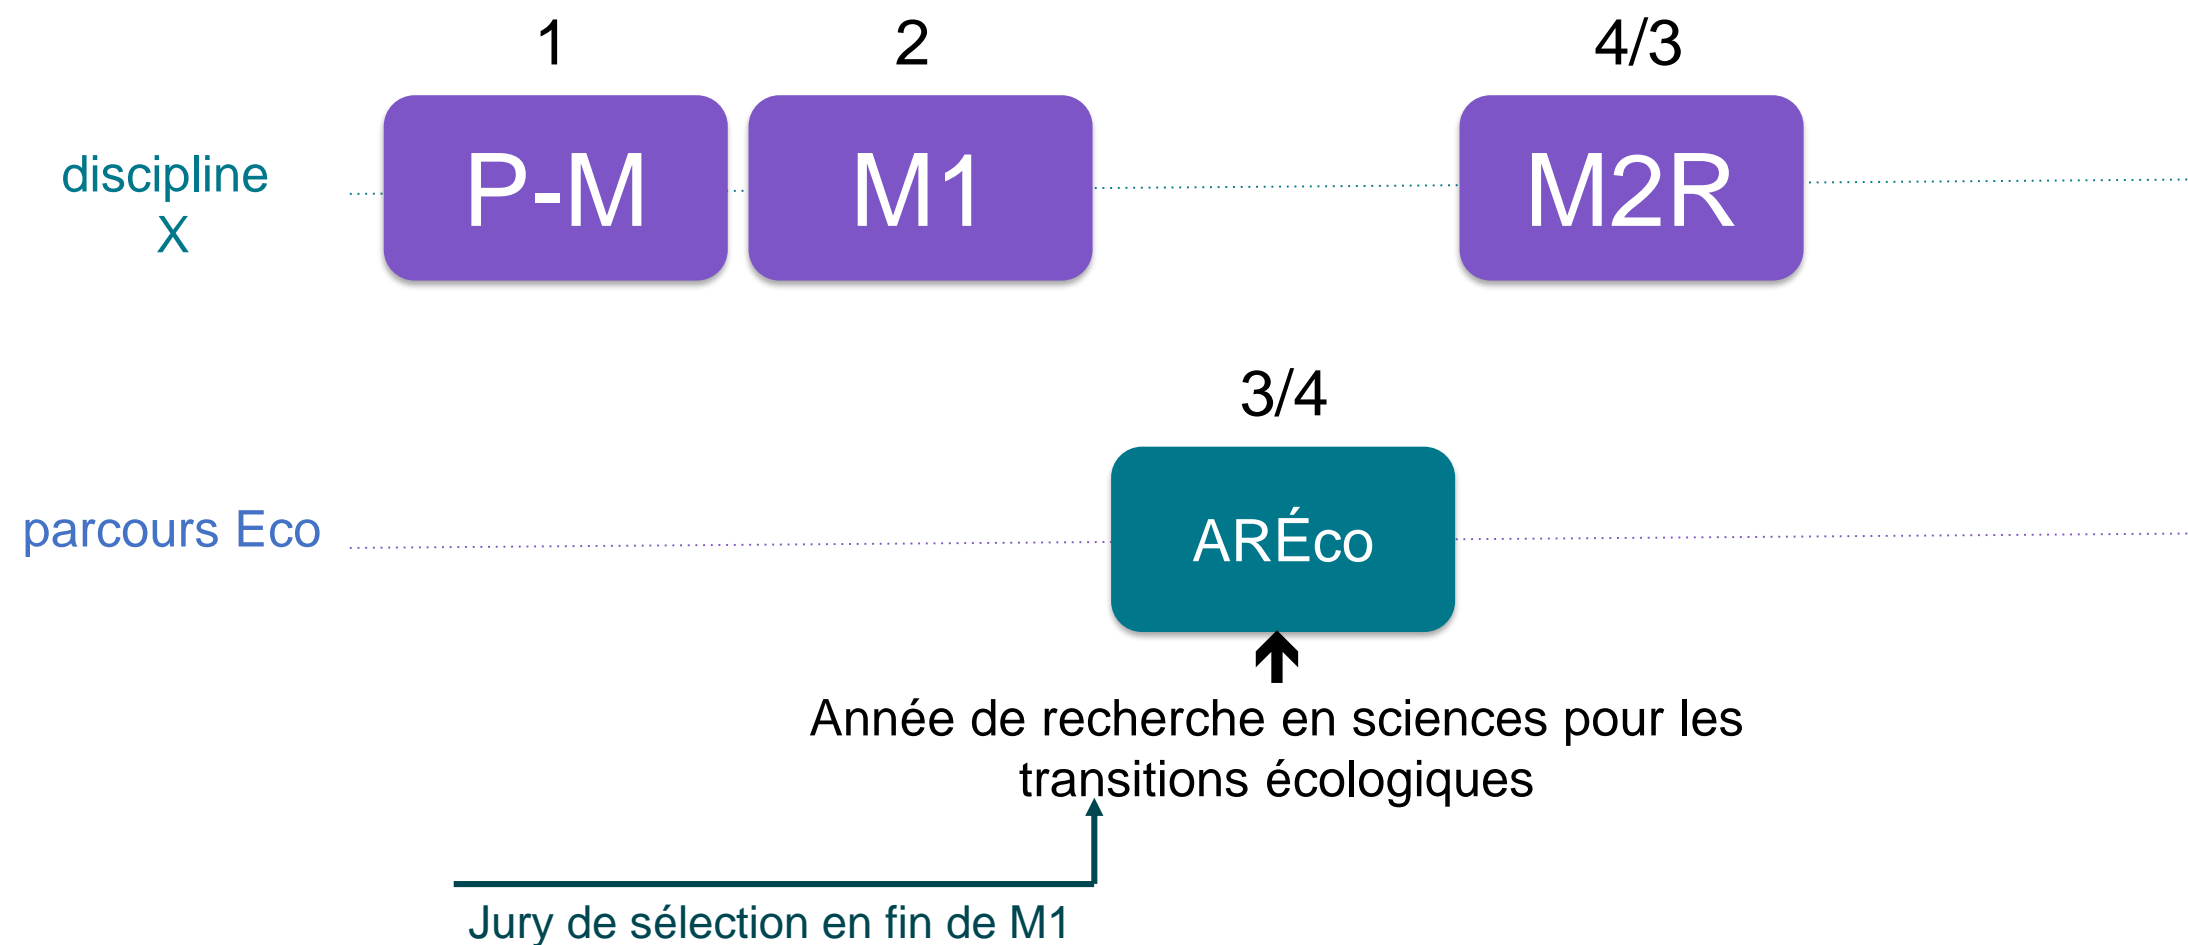 1
2
4/3
discipline
X
P-M
M1
M2R
3/4
parcours Eco
ARÉco
Année de recherche en sciences pour les
transitions écologiques
Jury de sélection en fin de M1